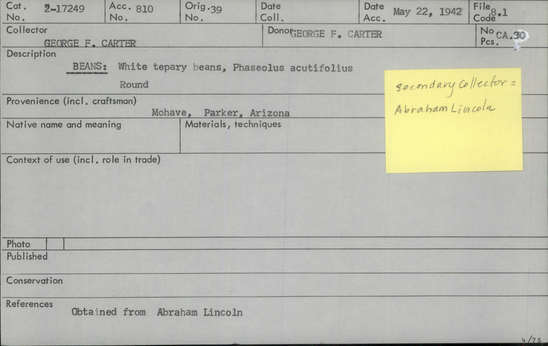 Cat. No. 2-17249 Acc. No. 810 Orig. No. 39 Date Coll. Date Acc. May 22, 1942 File Code 8.1
Collector GEORGE F. CARTER Donor GEORGE F. CARTER No Pcs. CA.30
Description
BEANS: White tepary beans, Phaseolus acutifolius
Round
Secondary Collector =
Abraham Lincoln
Provenience (incl. craftsman)
Mohave, Parker, Arizona
Native name and meaning Materials, techniques
Context of use (incl. role in trade)
Photo
Published
Conservation
References
Obtained from Abraham Lincoln
4/75